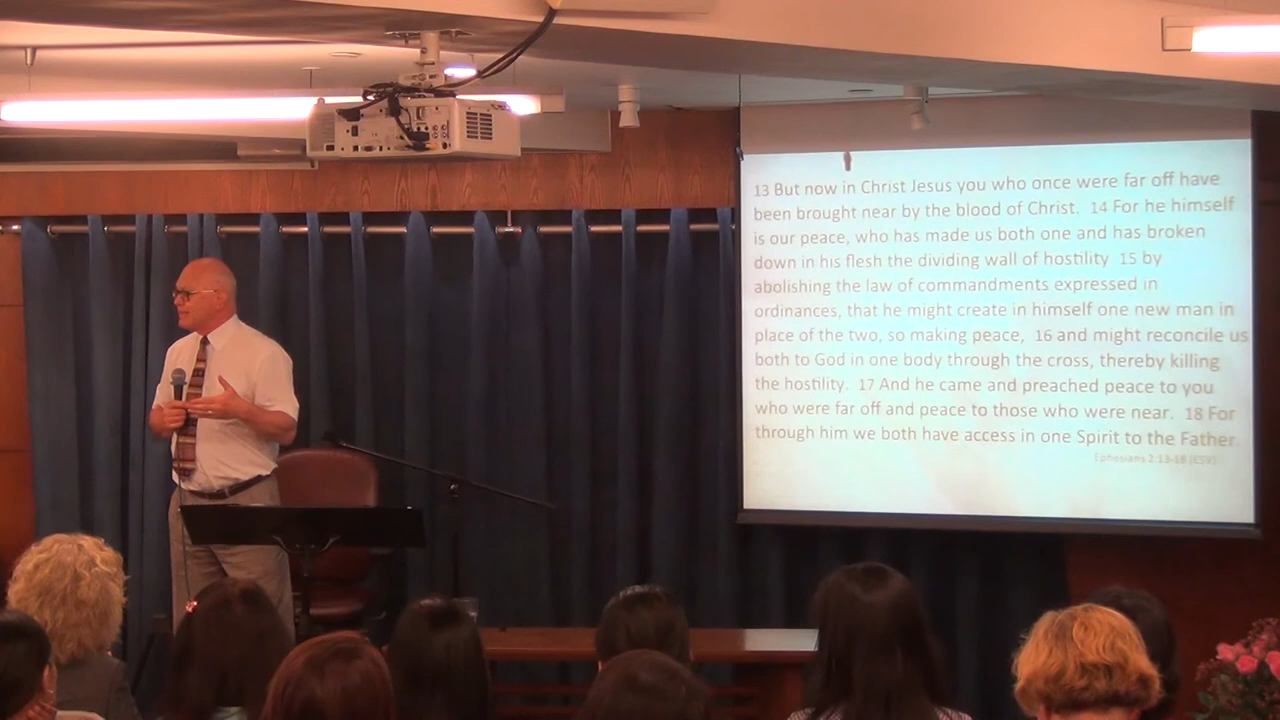 13 But now in Christ Jesus you who once were far off have
been brought near by the blood of Christ. 14 For he himself
is our peace, who has made us both one and has broken
down in his flesh the dividing wall of hostility 15 by
abolishing the law of commandments expressed in
ordinances, that he might create in himself one new man in
place of the two, so making peace, 16 and might reconcile us
both to God in one body through the cross, thereby killing
the hostility. 17 And he came and preached peace to you
who were far off and peace to those who were near. 18 For
through him we both have access in one Spirit to the Father.
Ephesians 2:13-18 (ESV)